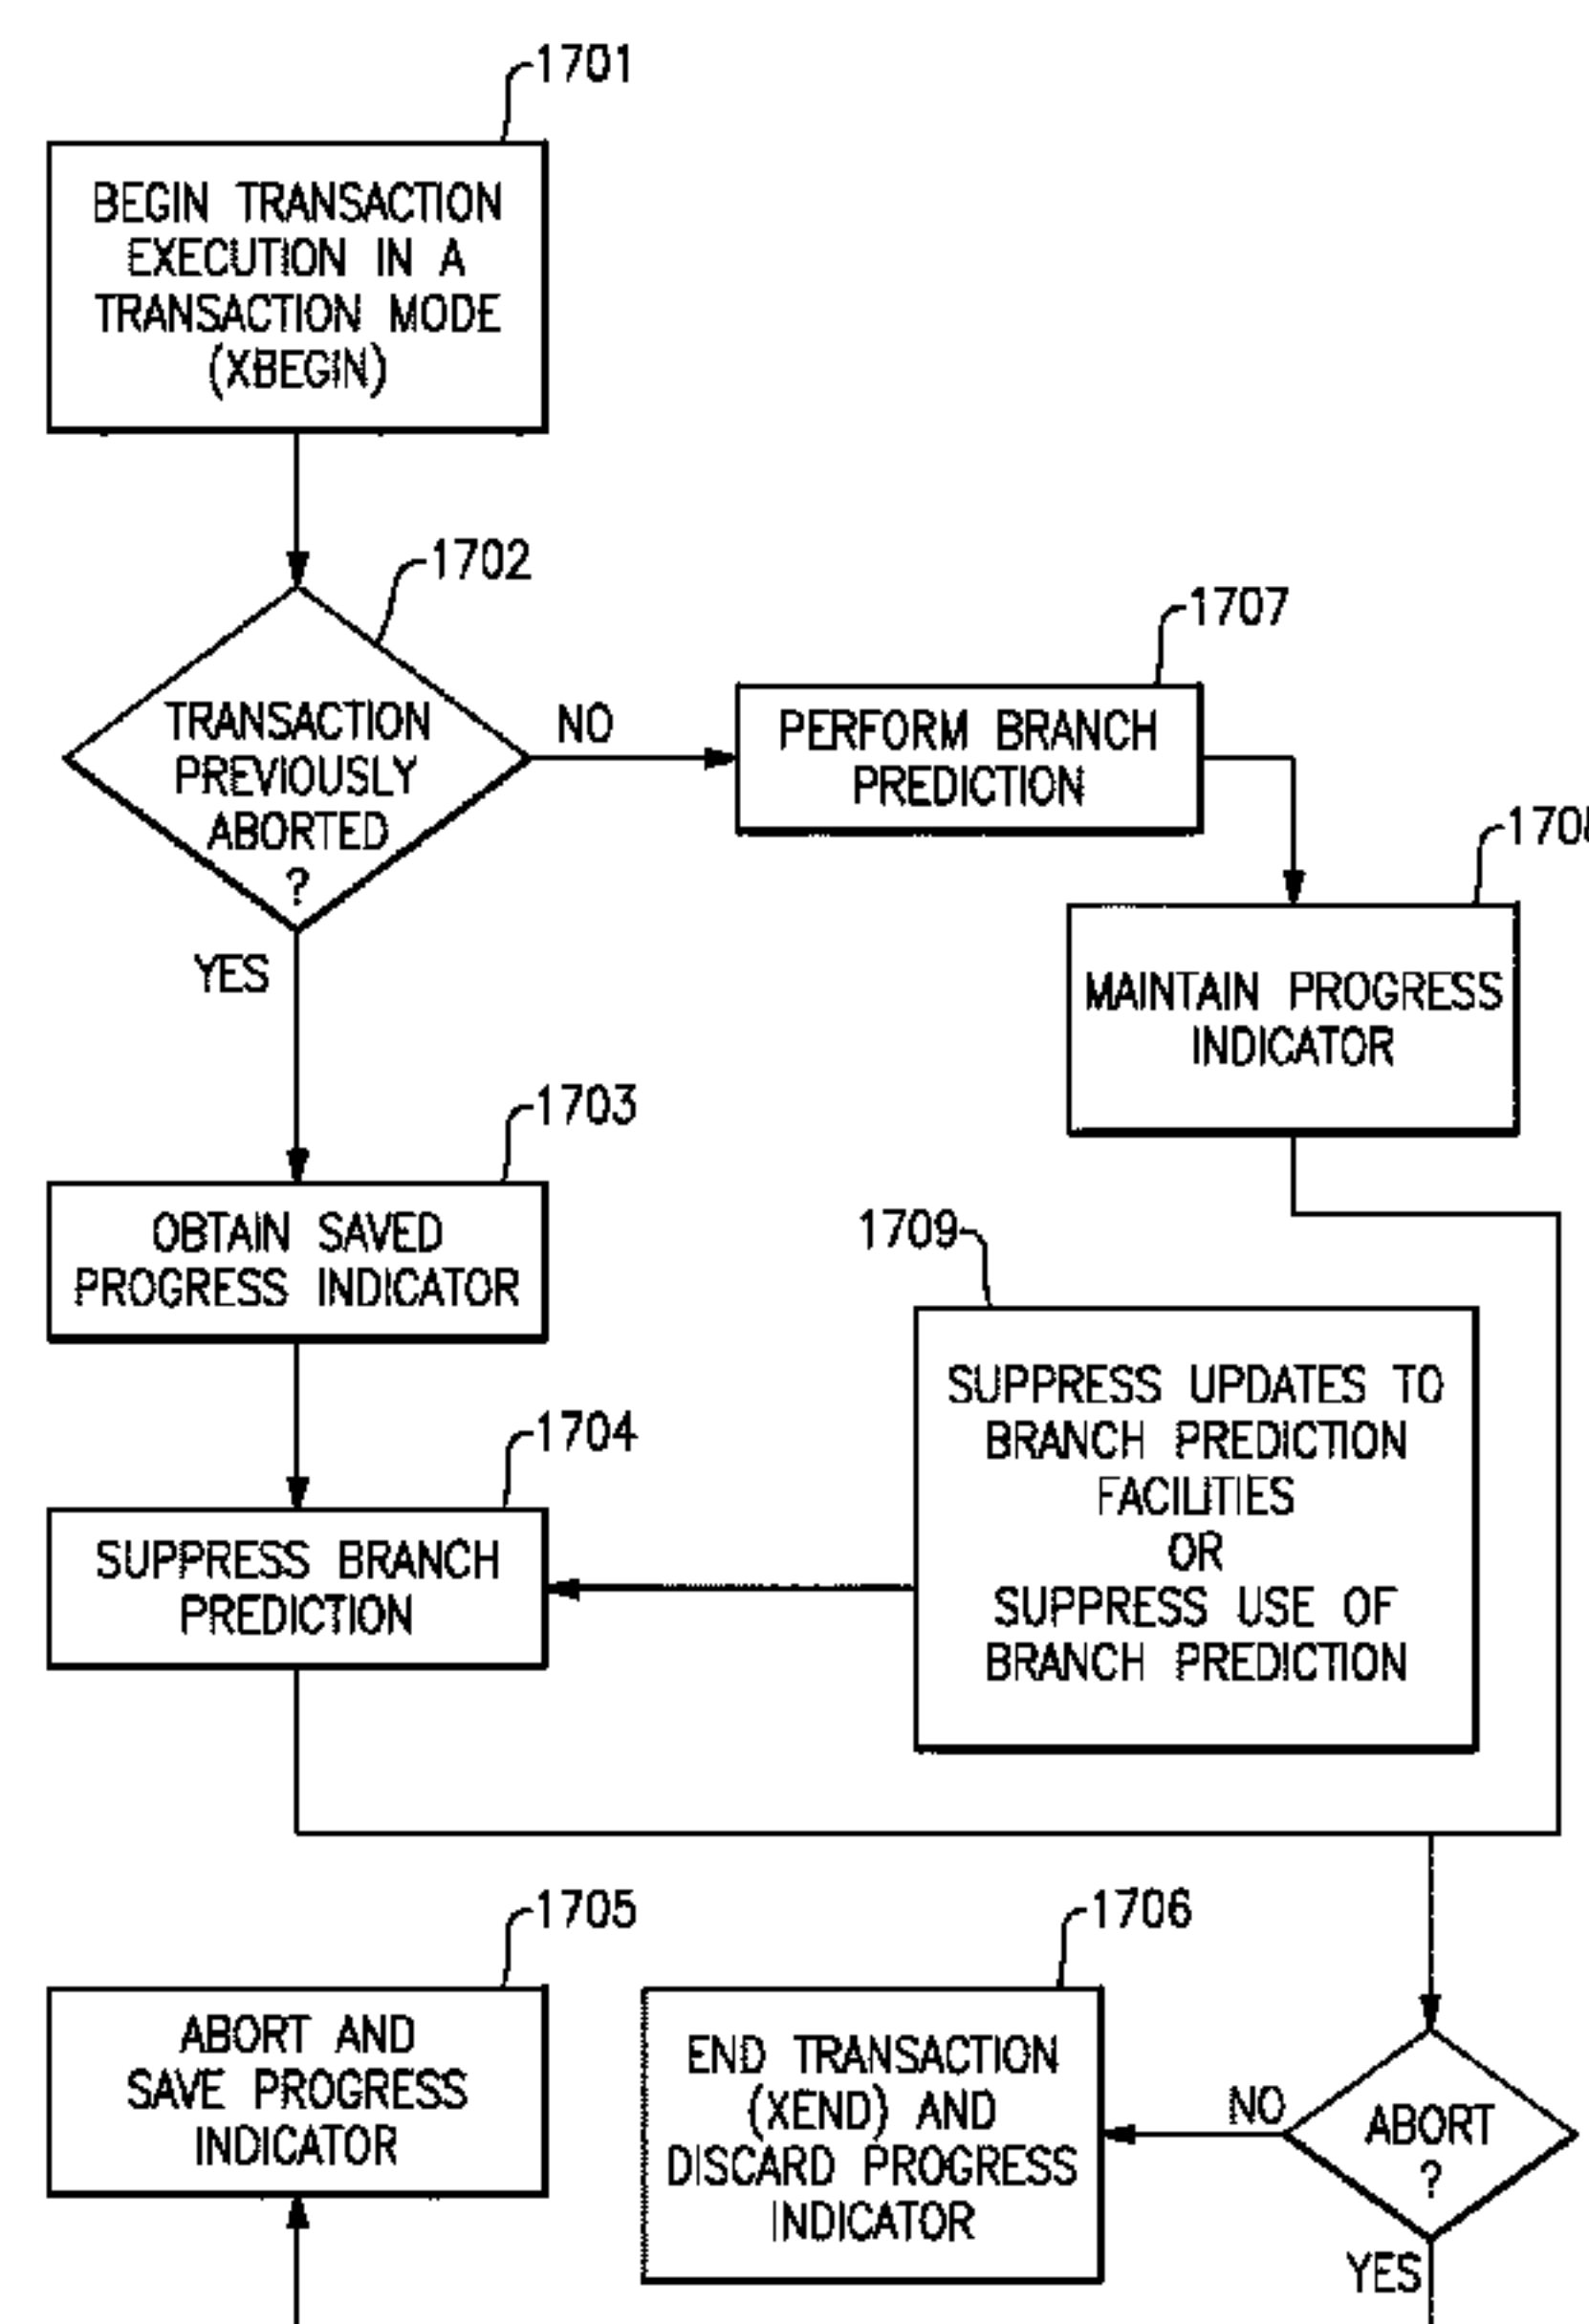 1701
BEGIN TRANSACTION
EXECUTION IN A
TRANSACTION MODE
(XBEGIN)
1702
TRANSACTION
PREVIOUSLY
ABORTED
?
NO
YES
1707
PERFORM BRANCH
PREDICTION
MAINTAIN PROGRESS
INDICATOR
1703
OBTAIN SAVED
PROGRESS INDICATOR
1709
SUPPRESS UPDATES TO
BRANCH PREDICTION
FACILITIES
OR
SUPPRESS USE OF
BRANCH PREDICTION
1704
SUPPRESS BRANCH
PREDICTION
1705
ABORT AND
SAVE PROGRESS
INDICATOR
1706
END TRANSACTION
(XEND) AND
DISCARD PROGRESS
INDICATOR
NO
ABORT
?
YES